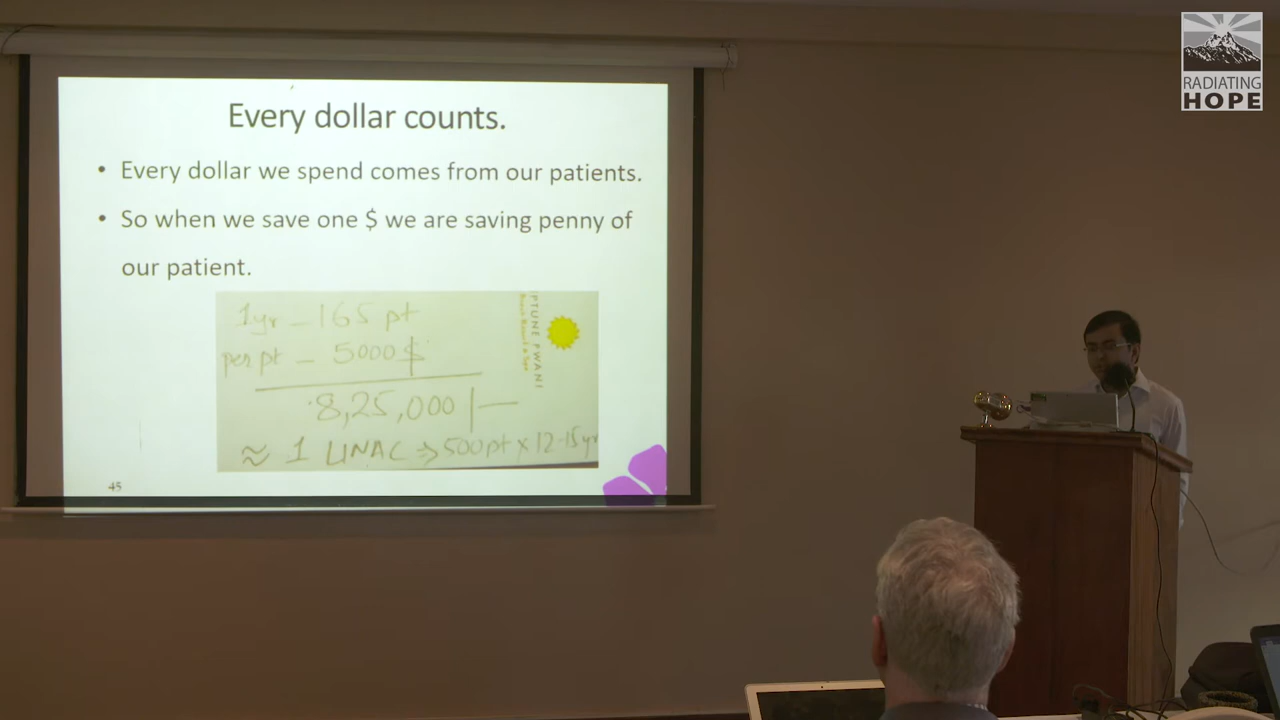 RADIATING
HOPE
Every dollar counts.
• Every dollar we spend comes from our patients.
• So when we save one $ we are saving penny of
our patient.
1yr – 165 pt
per pt – 5000 $
8,25,000 |—
≈ 1 LINAC ⇒ 500pt x 12-15yr
PTUNE PWANI
45